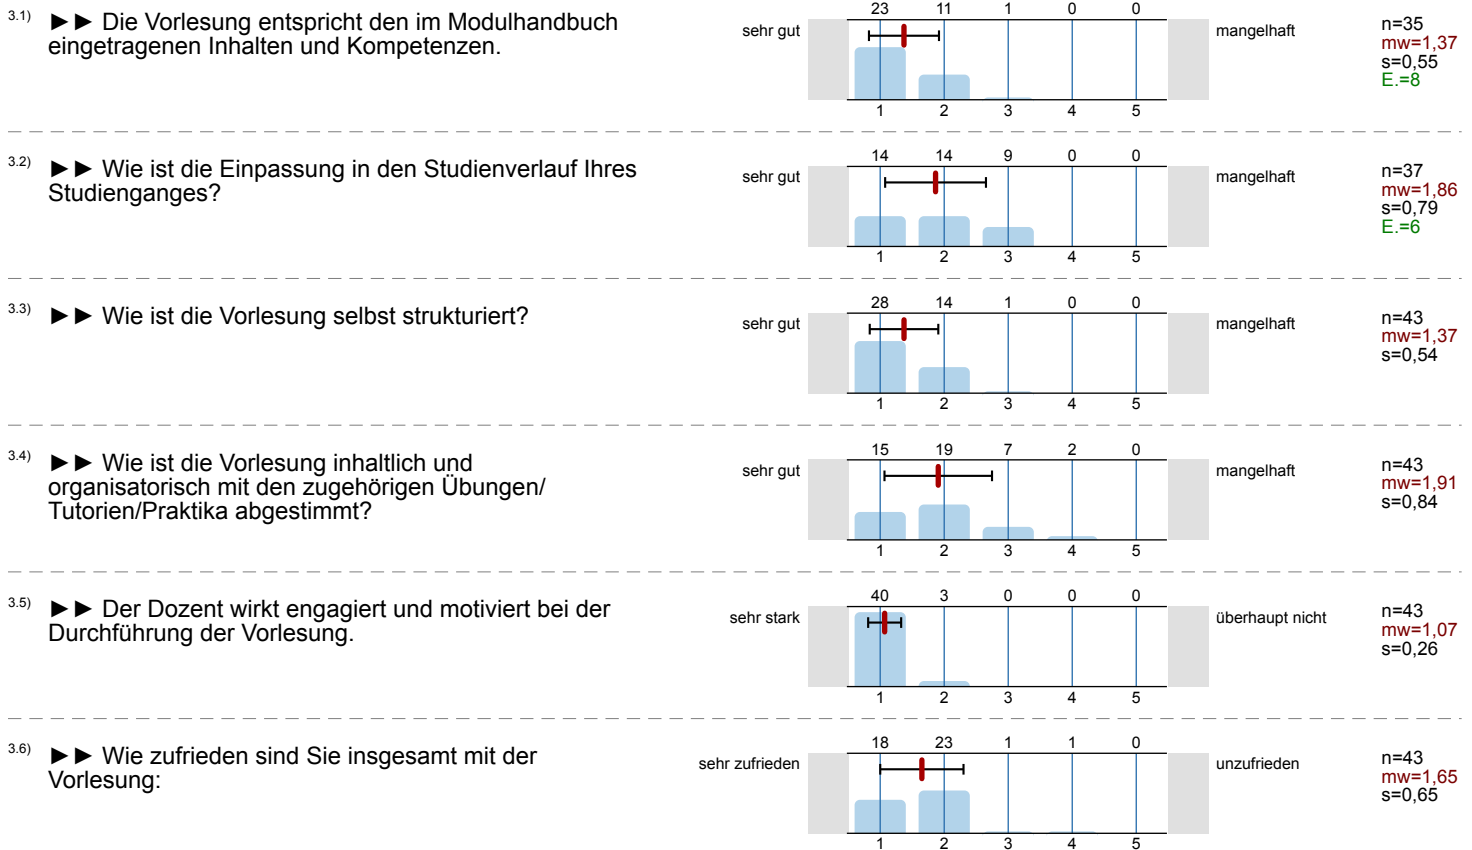 3.1) ►► Die Vorlesung entspricht den im Modulhandbuch
eingetragenen Inhalten und Kompetenzen.
23 11 1 0 0
sehr gut
mangelhaft
1 2 3 4 5
n=35
mw=1,37
s=0,55
E.=8
3.2) ►► Wie ist die Einpassung in den Studienverlauf Ihres
Studienganges?
14 14 9 0 0
sehr gut
mangelhaft
1 2 3 4 5
n=37
mw=1,86
s=0,79
E.=6
3.3) ►► Wie ist die Vorlesung selbst strukturiert?
28 14 1 0 0
sehr gut
mangelhaft
1 2 3 4 5
n=43
mw=1,37
s=0,54
3.4) ►► Wie ist die Vorlesung inhaltlich und
organisatorisch mit den zugehörigen Übungen/
Tutorien/Praktika abgestimmt?
15 19 7 2 0
sehr gut
mangelhaft
1 2 3 4 5
n=43
mw=1,91
s=0,84
3.5) ►► Der Dozent wirkt engagiert und motiviert bei der
Durchführung der Vorlesung.
40 3 0 0 0
sehr stark
überhaupt nicht
1 2 3 4 5
n=43
mw=1,07
s=0,26
3.6) ►► Wie zufrieden sind Sie insgesamt mit der
Vorlesung:
18 23 1 1 0
sehr zufrieden
unzufrieden
1 2 3 4 5
n=43
mw=1,65
s=0,65